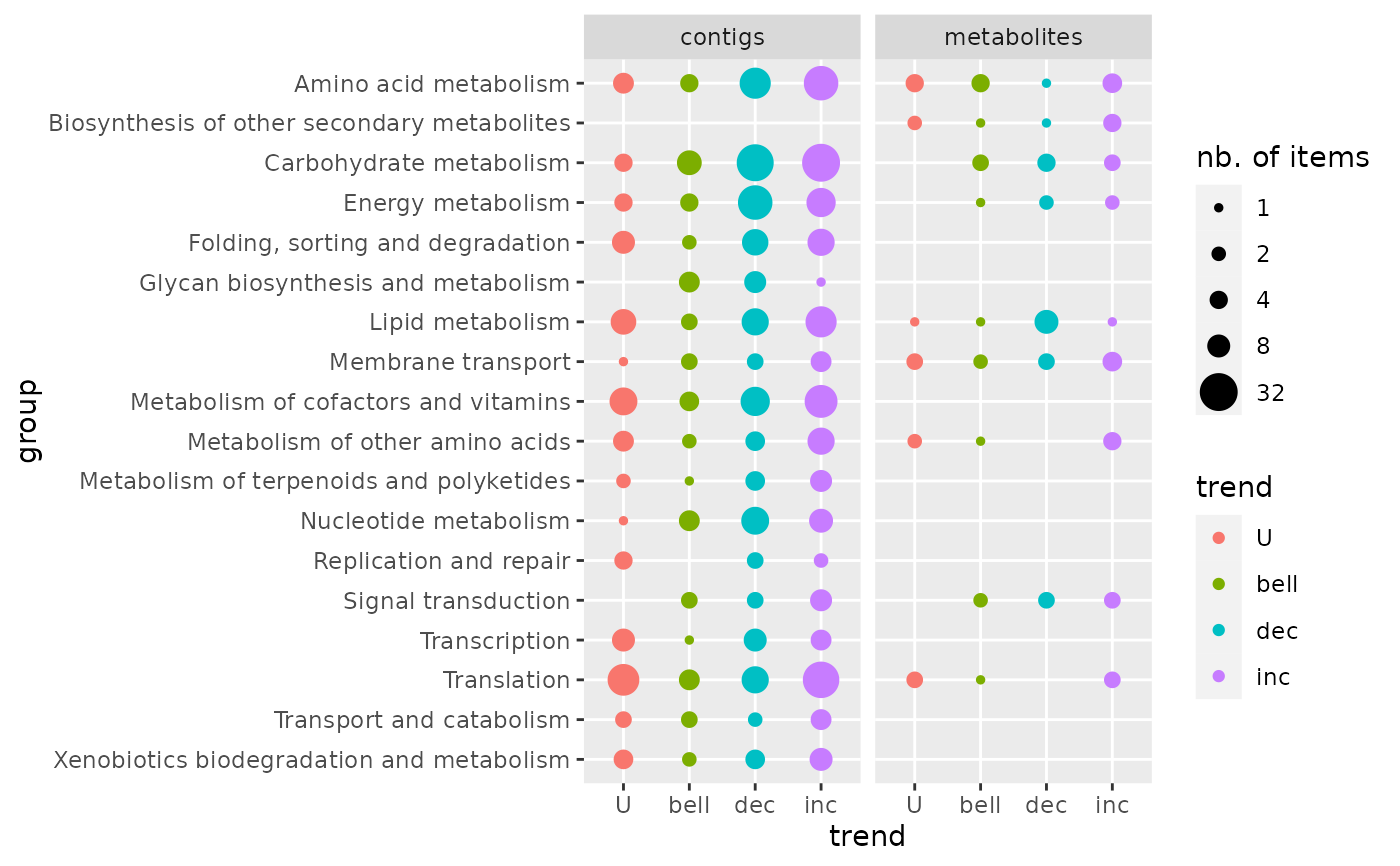 contigs
metabolites
Amino acid metabolism
Biosynthesis of other secondary metabolites
Carbohydrate metabolism
Energy metabolism
Folding, sorting and degradation
Glycan biosynthesis and metabolism
Lipid metabolism
Membrane transport
Metabolism of cofactors and vitamins
Metabolism of other amino acids
Metabolism of terpenoids and polyketides
Nucleotide metabolism
Replication and repair
Signal transduction
Transcription
Translation
Transport and catabolism
Xenobiotics biodegradation and metabolism
group
U bell dec inc
U bell dec inc
trend
nb. of items
1
2
4
8
32
trend
U
bell
dec
inc